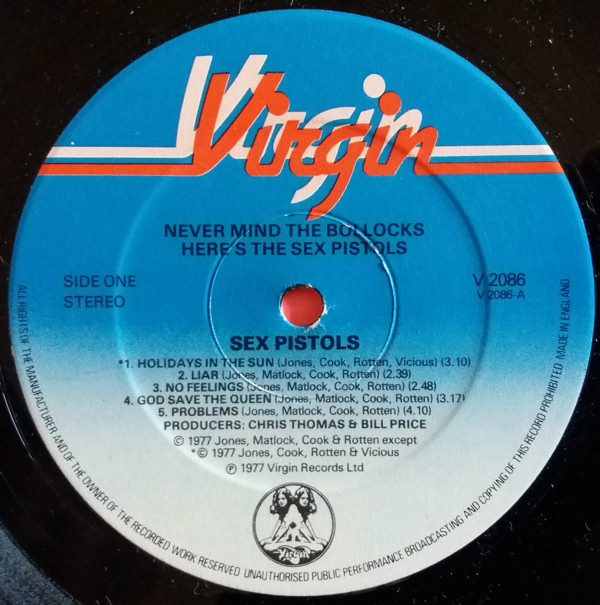 Virgin
NEVER MIND THE BOLLOCKS
HERE'S THE SEX PISTOLS
SIDE ONE
STEREO
V 2086
V 2086-A
SEX PISTOLS
*1. HOLIDAYS IN THE SUN (Jones, Cook, Rotten, Vicious) (3.10)
2. LIAR (Jones, Matlock, Cook, Rotten) (2.39)
3. NO FEELINGS (Jones, Matlock, Cook, Rotten) (2.48)
4. GOD SAVE THE QUEEN (Jones, Matlock, Cook, Rotten) (3.17)
5. PROBLEMS (Jones, Matlock, Cook, Rotten) (4.10)
PRODUCERS: CHRIS THOMAS & BILL PRICE
© 1977 Jones, Matlock, Cook & Rotten except
*© 1977 Jones, Cook, Rotten & Vicious
℗ 1977 Virgin Records Ltd
Virgin
ALL RIGHTS OF THE MANUFACTURER AND OF THE OWNER OF THE RECORDED WORK RESERVED UNAUTHORISED PUBLIC PERFORMANCE BROADCASTING AND COPYING OF THIS RECORD PROHIBITED. MADE IN ENGLAND